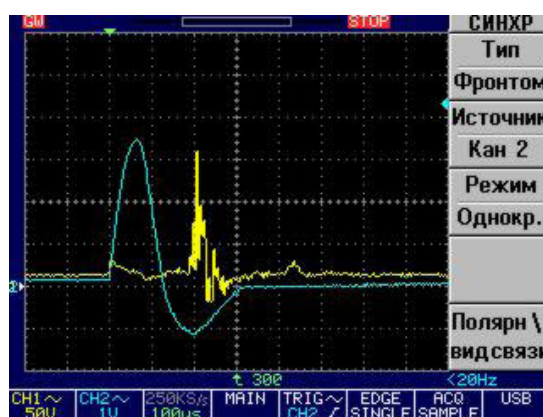 GW STOP СИНХР
Тип
Фронтом
Источник
Кан 2
Режим
Однокр.
Полярн \
вид связи
300 <20Hz
CH1~ CH2~ 250KS/s MAIN TRIG~ EDGE ACQ USB
50V 1V 100us CH2 SINGLE SAMPLE